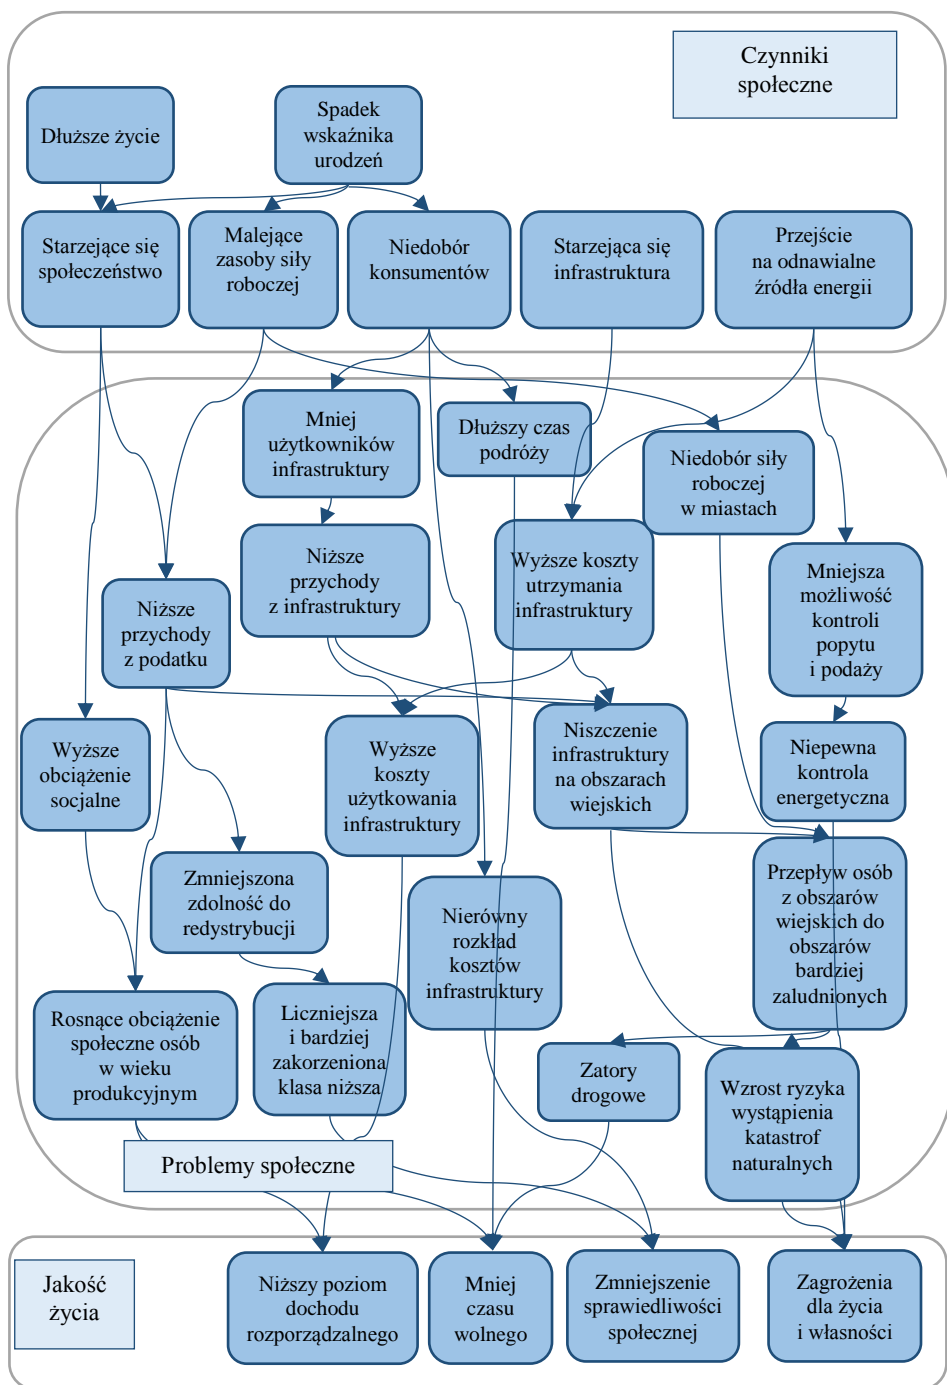 Czynniki
społeczne
Dłuższe życie
Spadek
wskaźnika
urodzeń
Starzejące się
społeczeństwo
Malejące
zasoby siły
roboczej
Niedobór
konsumentów
Starzejąca się
infrastruktura
Przejście
na odnawialne
źródła energii
Mniej
użytkowników
infrastruktury
Dłuższy czas
podróży
Niedobór siły
roboczej
w miastach
Niższe
przychody
z infrastruktury
Wyższe koszty
utrzymania
infrastruktury
Mniejsza
możliwość
kontroli
popytu
i podaży
Niższe
przychody
z podatku
Wyższe
obciążenie
socjalne
Wyższe
koszty
użytkowania
infrastruktury
Niszczenie
infrastruktury
na obszarach
wiejskich
Niepewna
kontrola
energetyczna
Zmniejszona
zdolność do
redystrybucji
Nierówny
rozkład
kosztów
infrastruktury
Przepływ osób
z obszarów
wiejskich do
obszarów
bardziej
zaludnionych
Rosnące obciążenie
społeczne osób
w wieku
produkcyjnym
Liczniejsza
i bardziej
zakorzeniona
klasa niższa
Zatory
drogowe
Wzrost ryzyka
wystąpienia
katastrof
naturalnych
Problemy społeczne
Jakość
życia
Niższy poziom
dochodu
rozporządzalnego
Mniej
czasu
wolnego
Zmniejszenie
sprawiedliwości
społecznej
Zagrożenia
dla życia
i własności